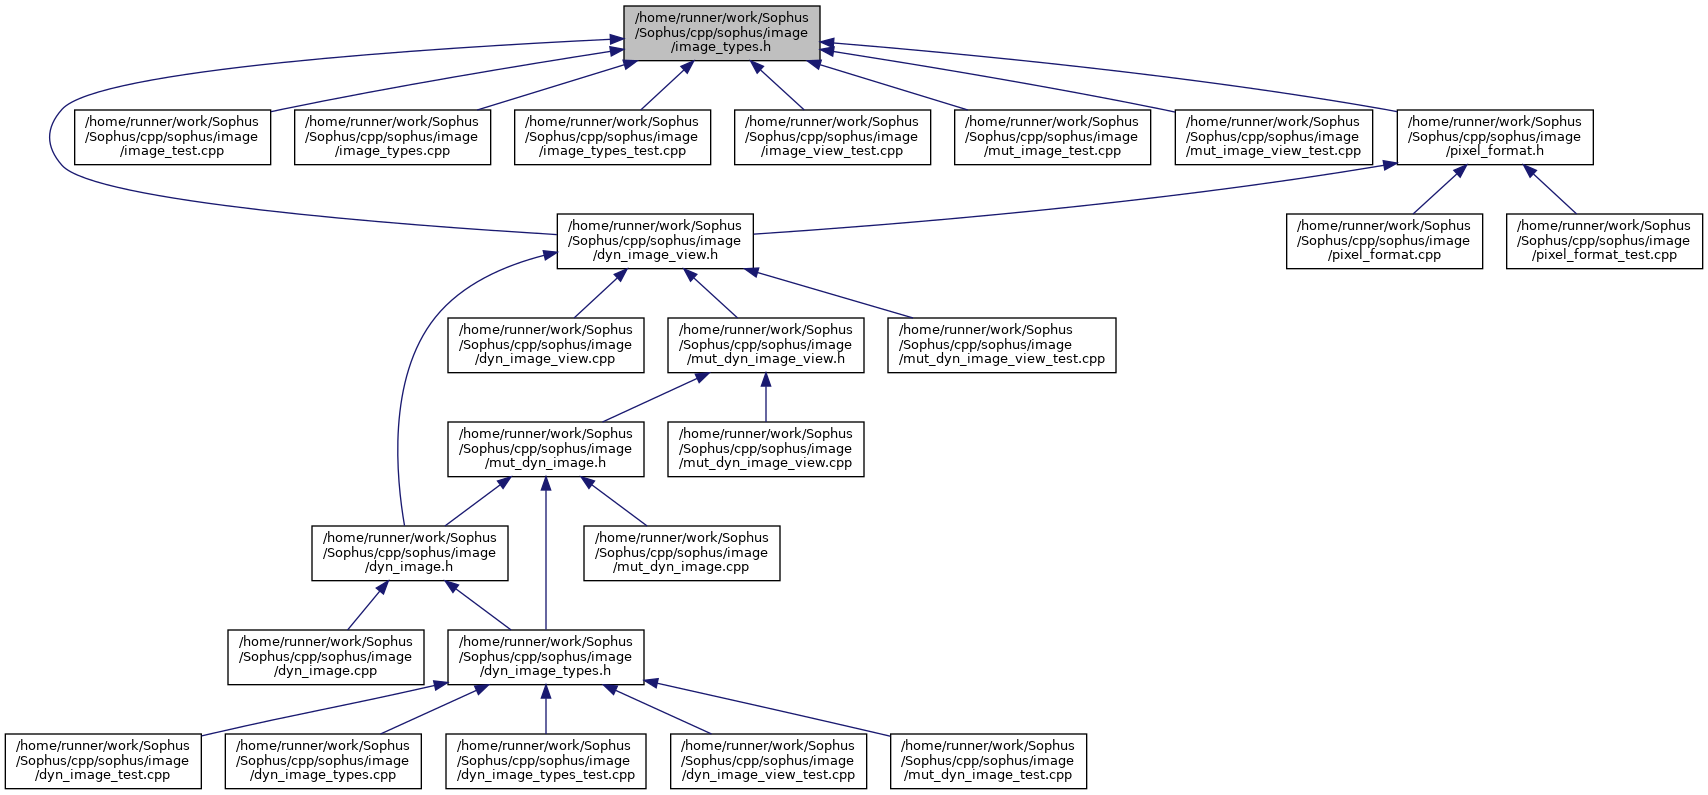 /home/runner/work/Sophus
/Sophus/cpp/sophus/image
/image_types.h
/home/runner/work/Sophus
/Sophus/cpp/sophus/image
/image_test.cpp
/home/runner/work/Sophus
/Sophus/cpp/sophus/image
/image_types.cpp
/home/runner/work/Sophus
/Sophus/cpp/sophus/image
/image_types_test.cpp
/home/runner/work/Sophus
/Sophus/cpp/sophus/image
/image_view_test.cpp
/home/runner/work/Sophus
/Sophus/cpp/sophus/image
/mut_image_test.cpp
/home/runner/work/Sophus
/Sophus/cpp/sophus/image
/mut_image_view_test.cpp
/home/runner/work/Sophus
/Sophus/cpp/sophus/image
/pixel_format.h
/home/runner/work/Sophus
/Sophus/cpp/sophus/image
/dyn_image_view.h
/home/runner/work/Sophus
/Sophus/cpp/sophus/image
/pixel_format.cpp
/home/runner/work/Sophus
/Sophus/cpp/sophus/image
/pixel_format_test.cpp
/home/runner/work/Sophus
/Sophus/cpp/sophus/image
/dyn_image_view.cpp
/home/runner/work/Sophus
/Sophus/cpp/sophus/image
/mut_dyn_image_view.h
/home/runner/work/Sophus
/Sophus/cpp/sophus/image
/mut_dyn_image_view_test.cpp
/home/runner/work/Sophus
/Sophus/cpp/sophus/image
/mut_dyn_image.h
/home/runner/work/Sophus
/Sophus/cpp/sophus/image
/mut_dyn_image_view.cpp
/home/runner/work/Sophus
/Sophus/cpp/sophus/image
/dyn_image.h
/home/runner/work/Sophus
/Sophus/cpp/sophus/image
/mut_dyn_image.cpp
/home/runner/work/Sophus
/Sophus/cpp/sophus/image
/dyn_image.cpp
/home/runner/work/Sophus
/Sophus/cpp/sophus/image
/dyn_image_types.h
/home/runner/work/Sophus
/Sophus/cpp/sophus/image
/dyn_image_test.cpp
/home/runner/work/Sophus
/Sophus/cpp/sophus/image
/dyn_image_types.cpp
/home/runner/work/Sophus
/Sophus/cpp/sophus/image
/dyn_image_types_test.cpp
/home/runner/work/Sophus
/Sophus/cpp/sophus/image
/dyn_image_view_test.cpp
/home/runner/work/Sophus
/Sophus/cpp/sophus/image
/mut_dyn_image_test.cpp